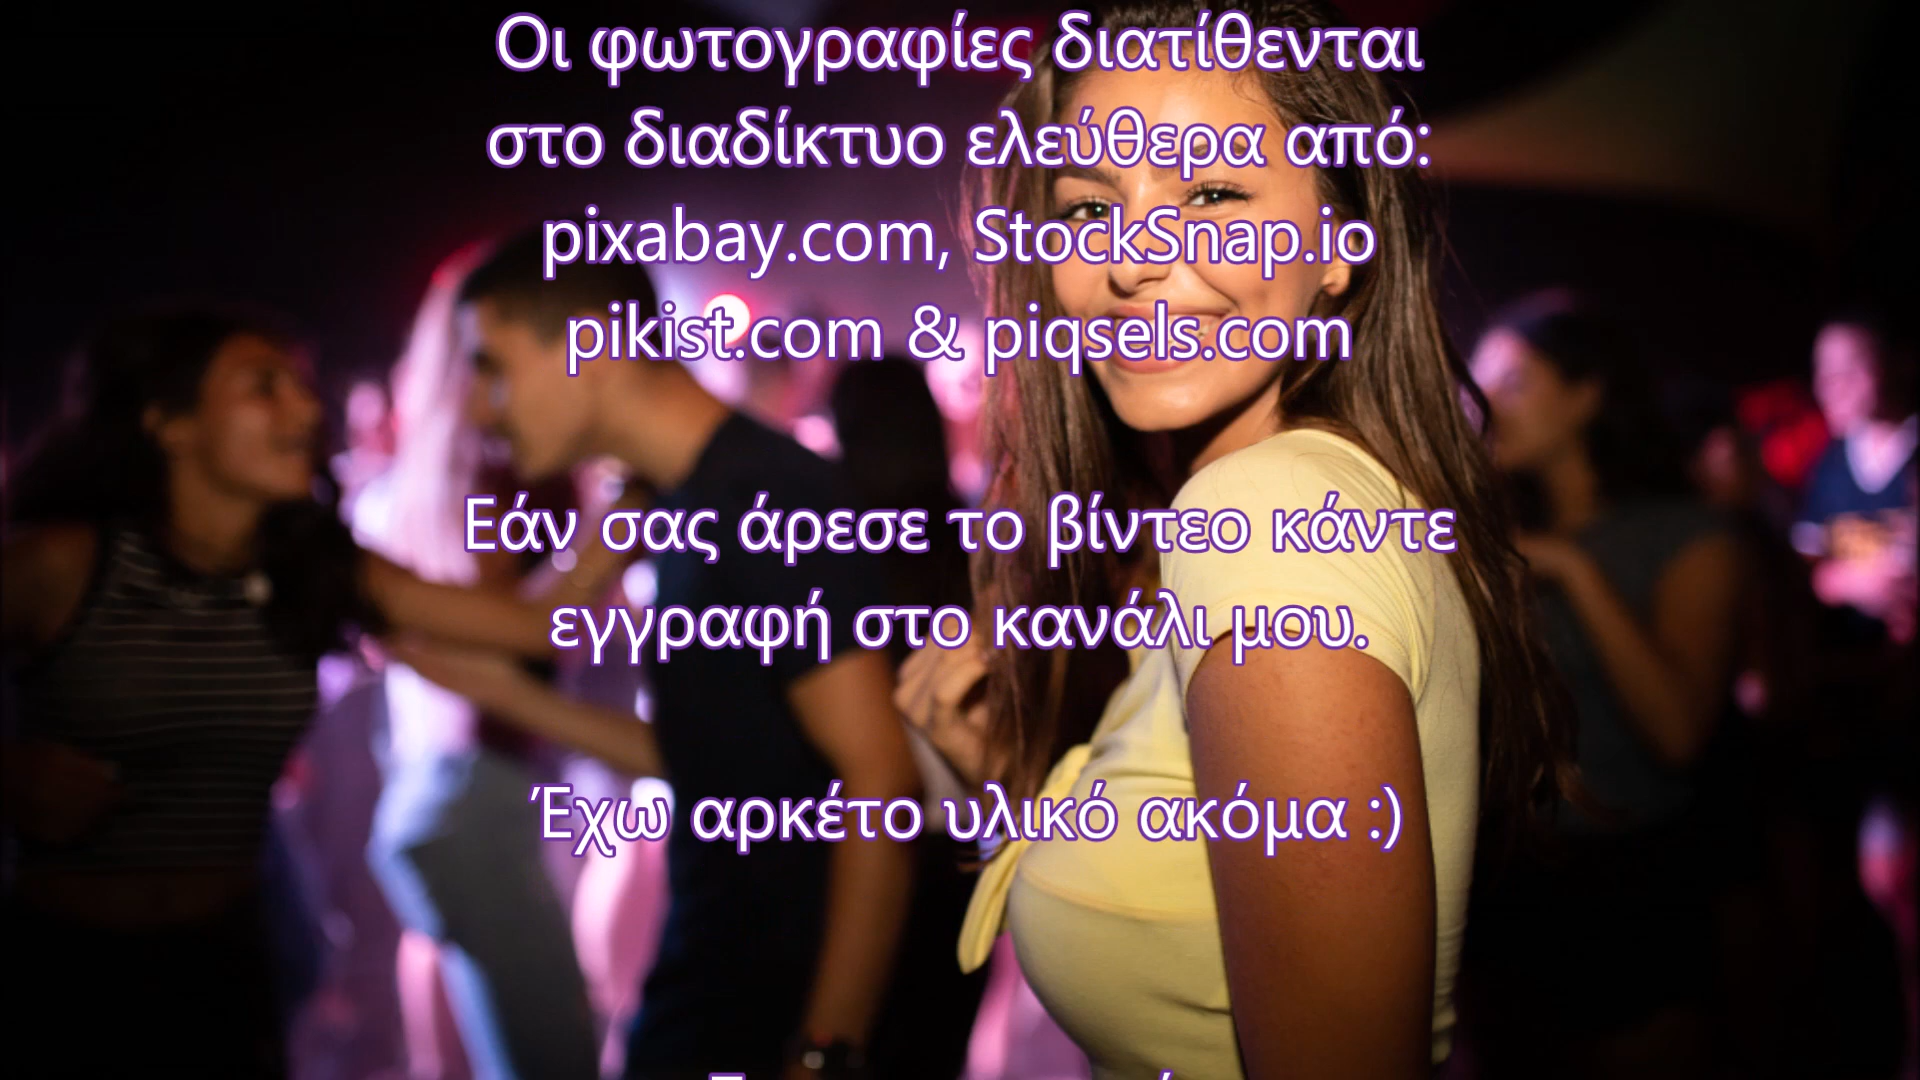 Οι φωτογραφίες διατίθενται
στο διαδίκτυο ελεύθερα από:
pixabay.com, StockSnap.io
pikist.com & piqsels.com
Εάν σας άρεσε το βίντεο κάντε
εγγραφή στο κανάλι μου.
Έχω αρκέτο υλικό ακόμα :)